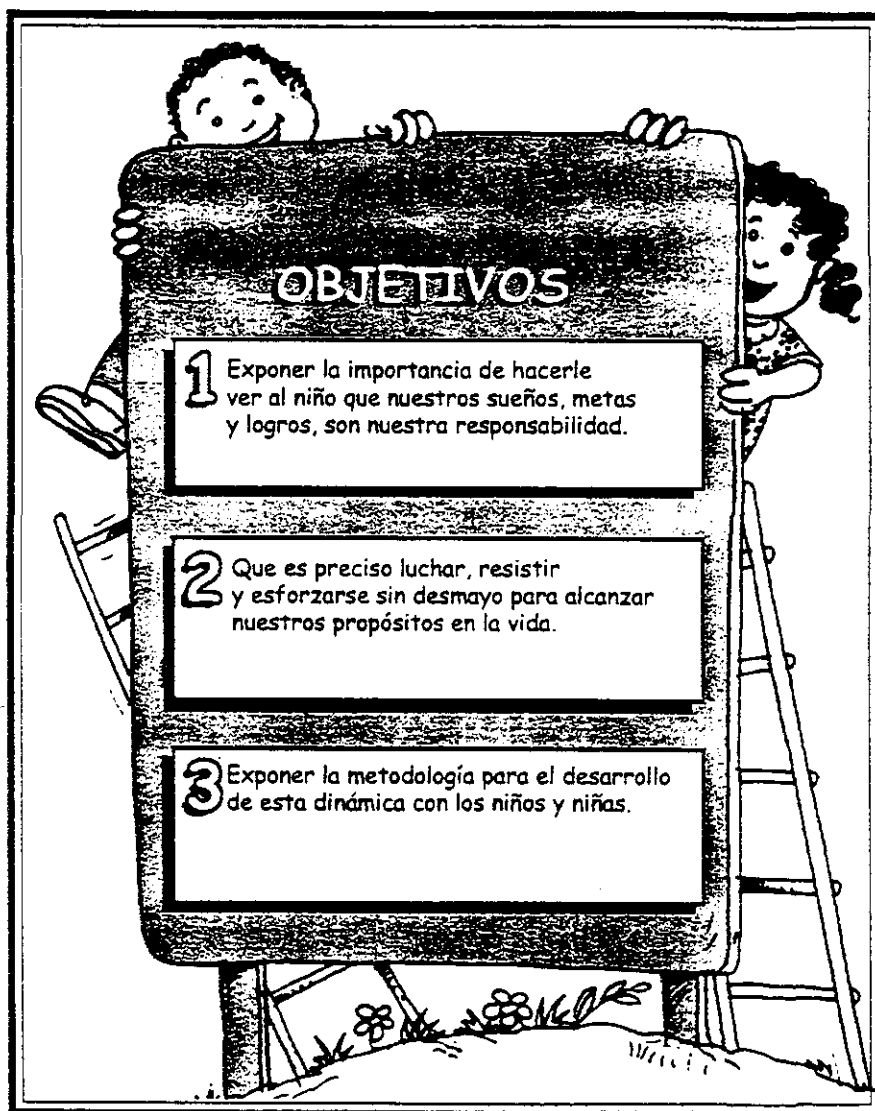 OBJETIVOS
1 Exponer la importancia de hacerle
ver al niño que nuestros sueños, metas
y logros, son nuestra responsabilidad.
2 Que es preciso luchar, resistir
y esforzarse sin desmayo para alcanzar
nuestros propósitos en la vida.
3 Exponer la metodología para el desarrollo
de esta dinámica con los niños y niñas.